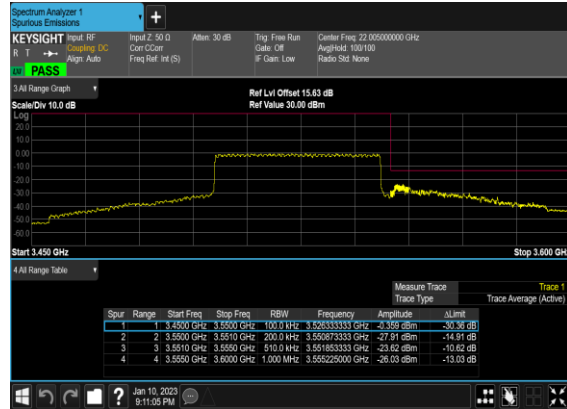 Spectrum Analyzer 1
Spurious Emissions
KEYSIGHT Input: RF Input Z: 50 Ω Atten: 30 dB Trig: Free Run Center Freq: 22.005000000 GHz
R T Coupling: DC Corr CCorr Gate: Off Avg|Hold: 100/100
Align: Auto Freq Ref: Int (S) IF Gain: Low Radio Std: None
PASS
3 All Range Graph
Ref Lvl Offset 15.63 dB
Scale/Div 10.0 dB Ref Value 30.00 dBm
Log
20.0
10.0
0.00
-10.0
-20.0
-30.0
-40.0
-50.0
-60.0
Start 3.450 GHz Stop 3.600 GHz
4 All Range Table
Measure Trace Trace 1
Trace Type Trace Average (Active)
Spur Range Start Freq Stop Freq RBW Frequency Amplitude ΔLimit
1 1 3.4500 GHz 3.5500 GHz 100.0 kHz 3.526333333 GHz -0.359 dBm -30.36 dB
2 2 3.5500 GHz 3.5510 GHz 200.0 kHz 3.550873333 GHz -27.91 dBm -14.91 dB
3 3 3.5510 GHz 3.5550 GHz 510.0 kHz 3.551853333 GHz -23.62 dBm -10.62 dB
4 4 3.5550 GHz 3.6000 GHz 1.000 MHz 3.555225000 GHz -26.03 dBm -13.03 dB
Jan 10, 2023
9:11:05 PM